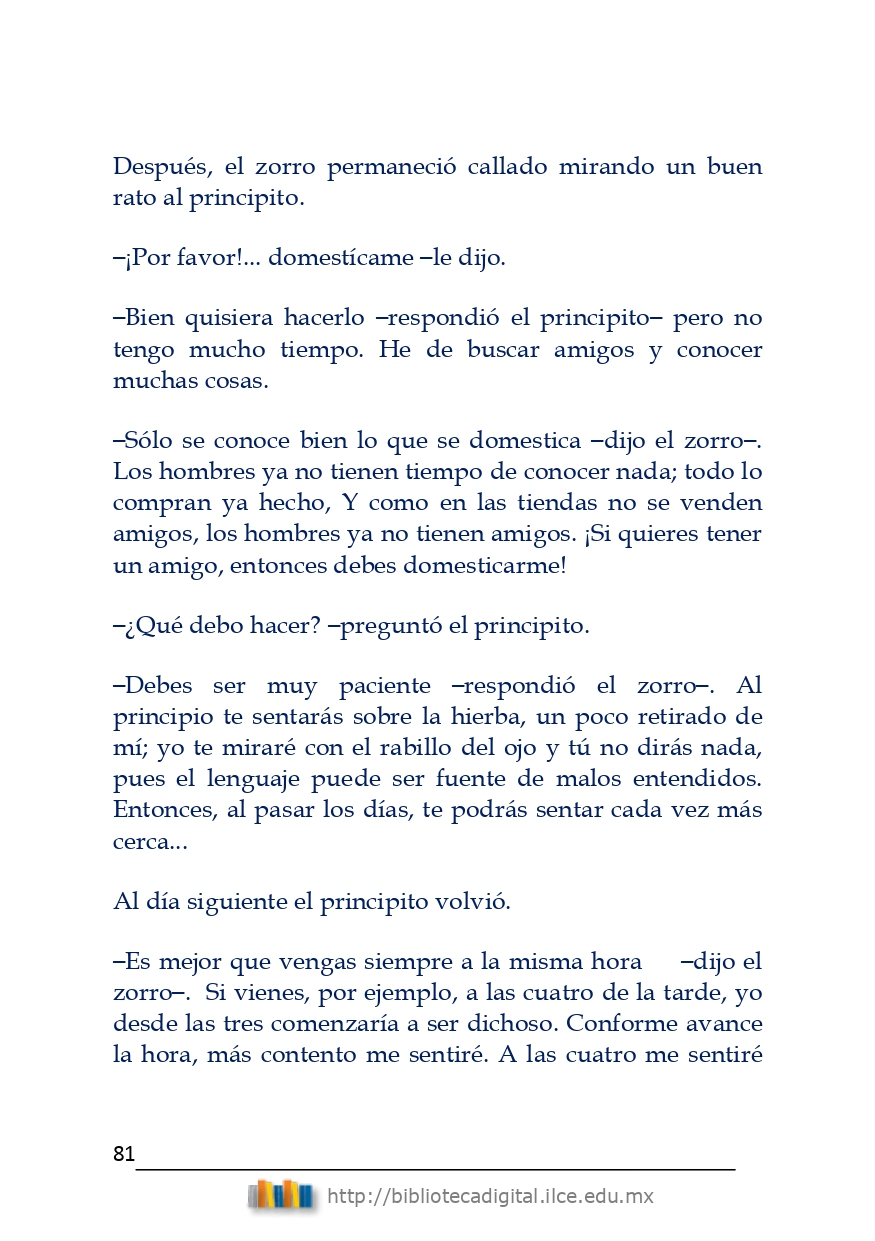 Después, el zorro permaneció callado mirando un buen
rato al principito.
–¡Por favor!... domestícame –le dijo.
–Bien quisiera hacerlo –respondió el principito– pero no
tengo mucho tiempo. He de buscar amigos y conocer
muchas cosas.
–Sólo se conoce bien lo que se domestica –dijo el zorro–.
Los hombres ya no tienen tiempo de conocer nada; todo lo
compran ya hecho, Y como en las tiendas no se venden
amigos, los hombres ya no tienen amigos. ¡Si quieres tener
un amigo, entonces debes domesticarme!
–¿Qué debo hacer? –preguntó el principito.
–Debes ser muy paciente –respondió el zorro–. Al
principio te sentarás sobre la hierba, un poco retirado de
mí; yo te miraré con el rabillo del ojo y tú no dirás nada,
pues el lenguaje puede ser fuente de malos entendidos.
Entonces, al pasar los días, te podrás sentar cada vez más
cerca...
Al día siguiente el principito volvió.
–Es mejor que vengas siempre a la misma hora –dijo el
zorro–. Si vienes, por ejemplo, a las cuatro de la tarde, yo
desde las tres comenzaría a ser dichoso. Conforme avance
la hora, más contento me sentiré. A las cuatro me sentiré
81
http://bibliotecadigital.ilce.edu.mx